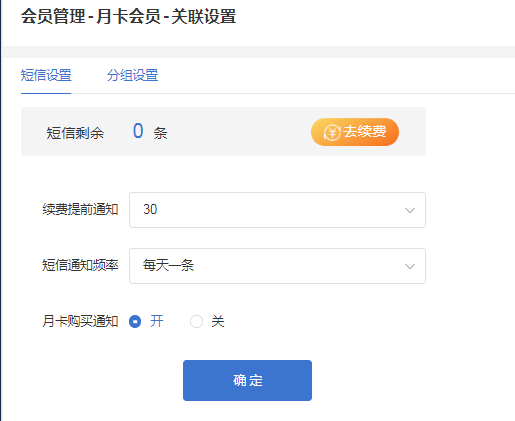 会员管理-月卡会员-关联设置
短信设置 分组设置
短信剩余 0 条 去续费
续费提前通知 30
短信通知频率 每天一条
月卡购买通知 开 关
确定